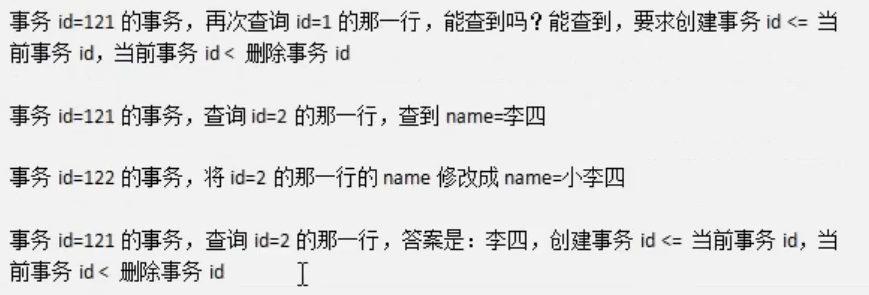 事务 id=121 的事务，再次查询 id=1 的那一行，能查到吗？能查到，要求创建事务 id <= 当
前事务 id，当前事务 id < 删除事务 id
事务 id=121 的事务，查询 id=2 的那一行，查到 name=李四
事务 id=122 的事务，将 id=2 的那一行的 name 修改成 name=小李四
事务 id=121 的事务，查询 id=2 的那一行，答案是：李四，创建事务 id <= 当前事务 id，当
前事务 id < 删除事务 id